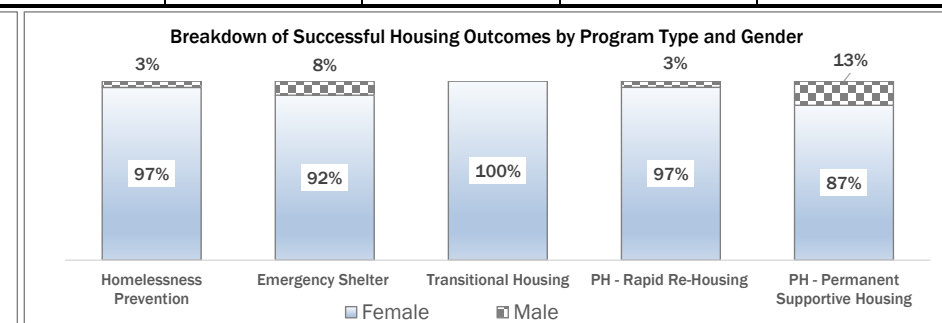 Breakdown of Successful Housing Outcomes by Program Type and Gender
3% 8% 3% 13%
97% 92% 100% 97% 87%
Homelessness Prevention
Emergency Shelter
Transitional Housing
PH - Rapid Re-Housing
PH - Permanent Supportive Housing
Female Male